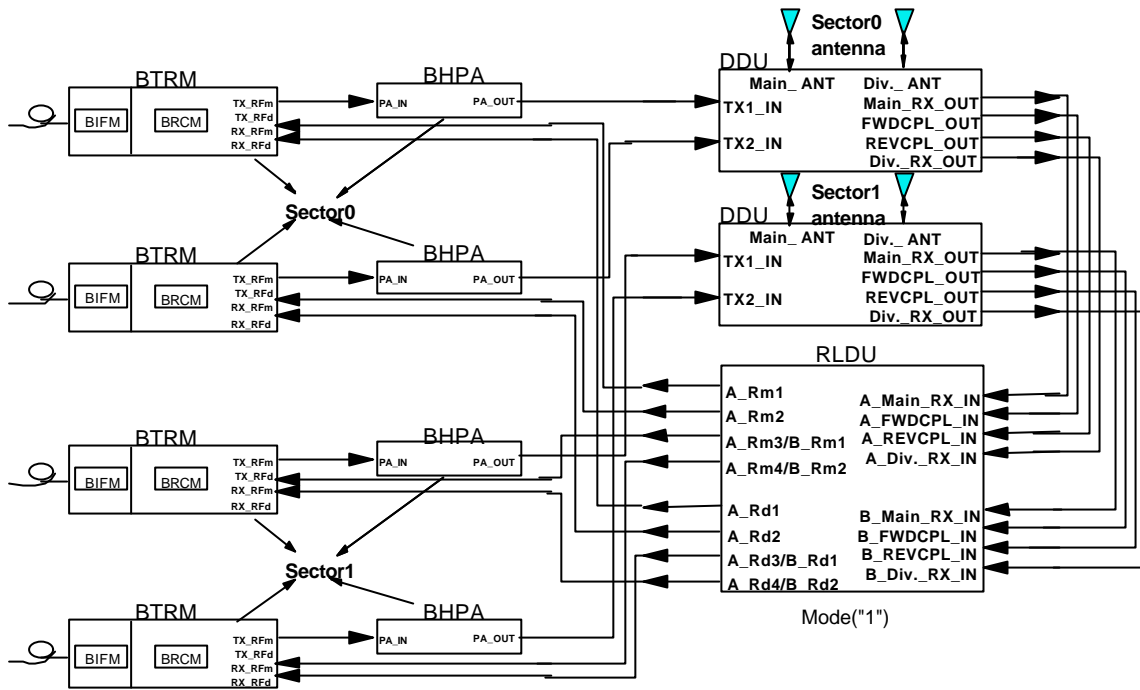 Sector0
antenna
BTRM
BIFM
BRCM
TX_RFm
TX_RFd
RX_RFm
RX_RFd
BHPA
PA_IN
PA_OUT
DDU
Main_ ANT
Div._ ANT
TX1_IN
TX2_IN
Main_RX_OUT
FWDCPL_OUT
REVCPL_OUT
Div._RX_OUT
Sector0
BTRM
BIFM
BRCM
TX_RFm
TX_RFd
RX_RFm
RX_RFd
BHPA
PA_IN
PA_OUT
Sector1
antenna
DDU
Main_ ANT
Div._ ANT
TX1_IN
TX2_IN
Main_RX_OUT
FWDCPL_OUT
REVCPL_OUT
Div._RX_OUT
BTRM
BIFM
BRCM
TX_RFm
TX_RFd
RX_RFm
RX_RFd
BHPA
PA_IN
PA_OUT
Sector1
BTRM
BIFM
BRCM
TX_RFm
TX_RFd
RX_RFm
RX_RFd
BHPA
PA_IN
PA_OUT
RLDU
A_Rm1
A_Rm2
A_Rm3/B_Rm1
A_Rm4/B_Rm2
A_Rd1
A_Rd2
A_Rd3/B_Rd1
A_Rd4/B_Rd2
A_Main_RX_IN
A_FWDCPL_IN
A_REVCPL_IN
A_Div._RX_IN
B_Main_RX_IN
B_FWDCPL_IN
B_REVCPL_IN
B_Div._RX_IN
Mode("1")